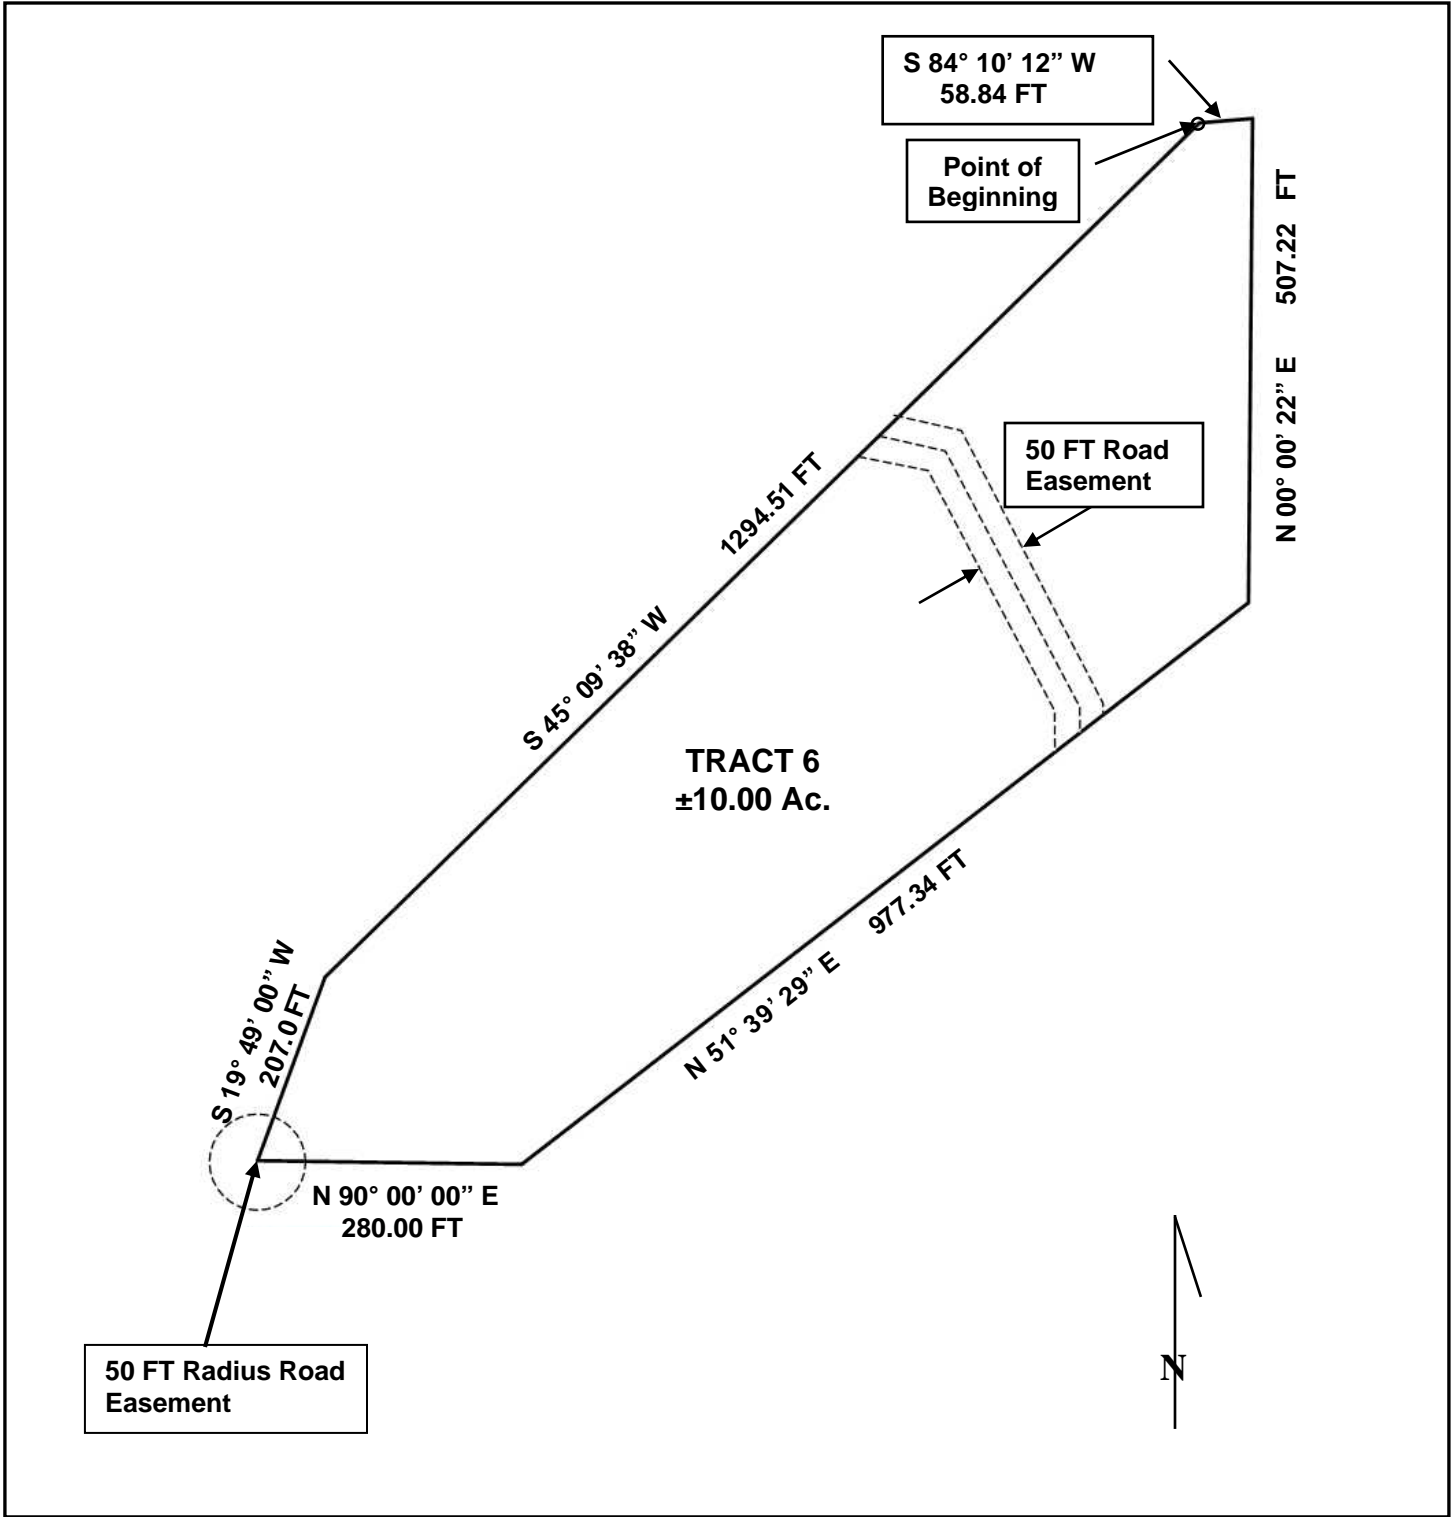 S 84° 10’ 12” W
58.84 FT
Point of
Beginning
N 00° 00’ 22” E 507.22 FT
50 FT Road
Easement
1294.51 FT
S 45° 09’ 38” W
TRACT 6
±10.00 Ac.
977.34 FT
N 51° 39’ 29” E
S 19° 49’ 00” W
207.0 FT
N 90° 00’ 00” E
280.00 FT
50 FT Radius Road
Easement
N